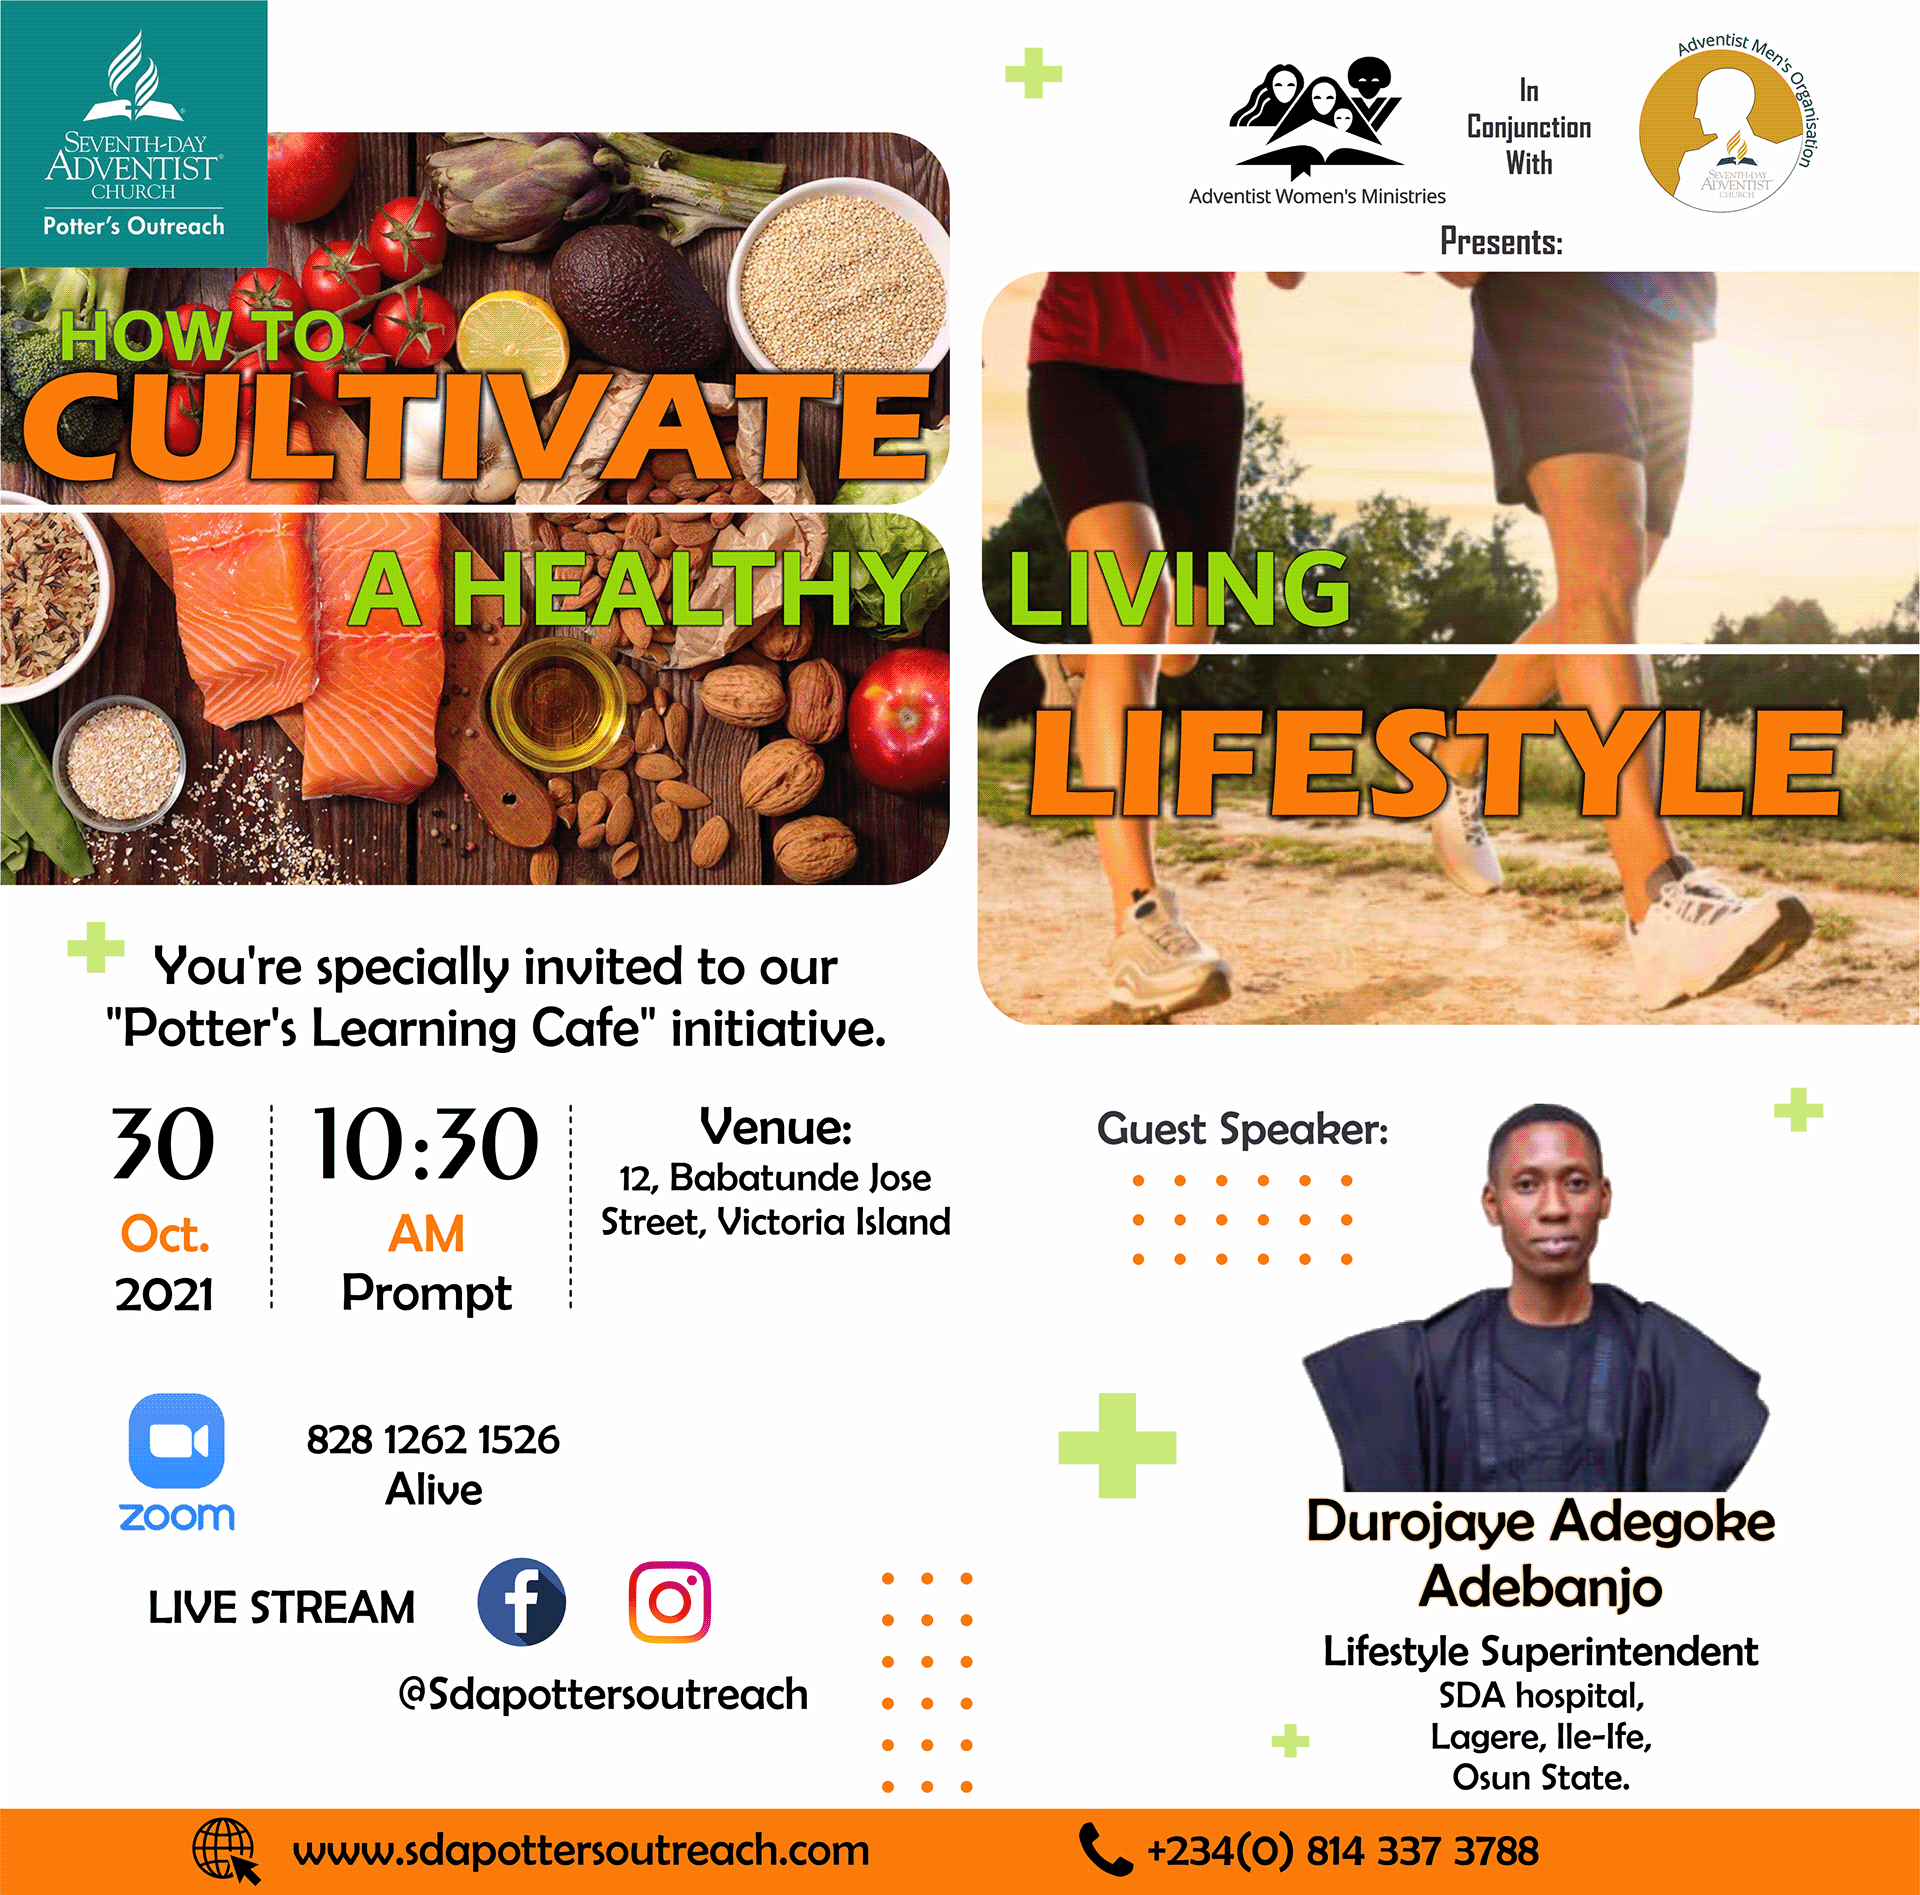 SEVENTH-DAY
ADVENTIST
CHURCH
Potter's Outreach
Adventist Women's Ministries
In
Conjunction
With
Adventist Men's Organisation
SEVENTH-DAY
ADVENTIST
CHURCH
Presents:
HOW TO
CULTIVATE
A HEALTHY LIVING
LIFESTYLE
You're specially invited to our
"Potter's Learning Cafe" initiative.
30
Oct.
2021
10:30
AM
Prompt
Venue:
12, Babatunde Jose
Street, Victoria Island
zoom
828 1262 1526
Alive
LIVE STREAM
@Sdapottersoutreach
Guest Speaker:
Durojaye Adegoke
Adebanjo
Lifestyle Superintendent
SDA hospital,
Lagere, Ile-Ife,
Osun State.
www.sdapottersoutreach.com
+234(0) 814 337 3788